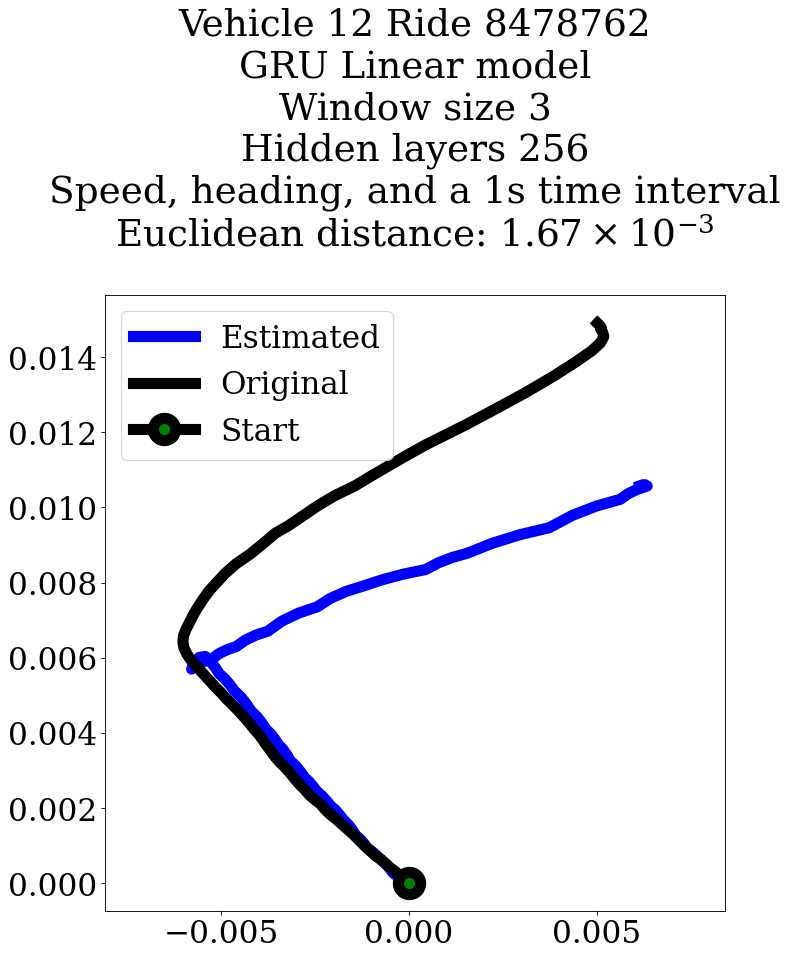 Vehicle 12 Ride 8478762
GRU Linear model
Window size 3
Hidden layers 256
Speed, heading, and a 1s time interval
Euclidean distance: 1.67 × 10⁻³
Estimated
Original
Start
0.014
0.012
0.010
0.008
0.006
0.004
0.002
0.000
−0.005 0.000 0.005